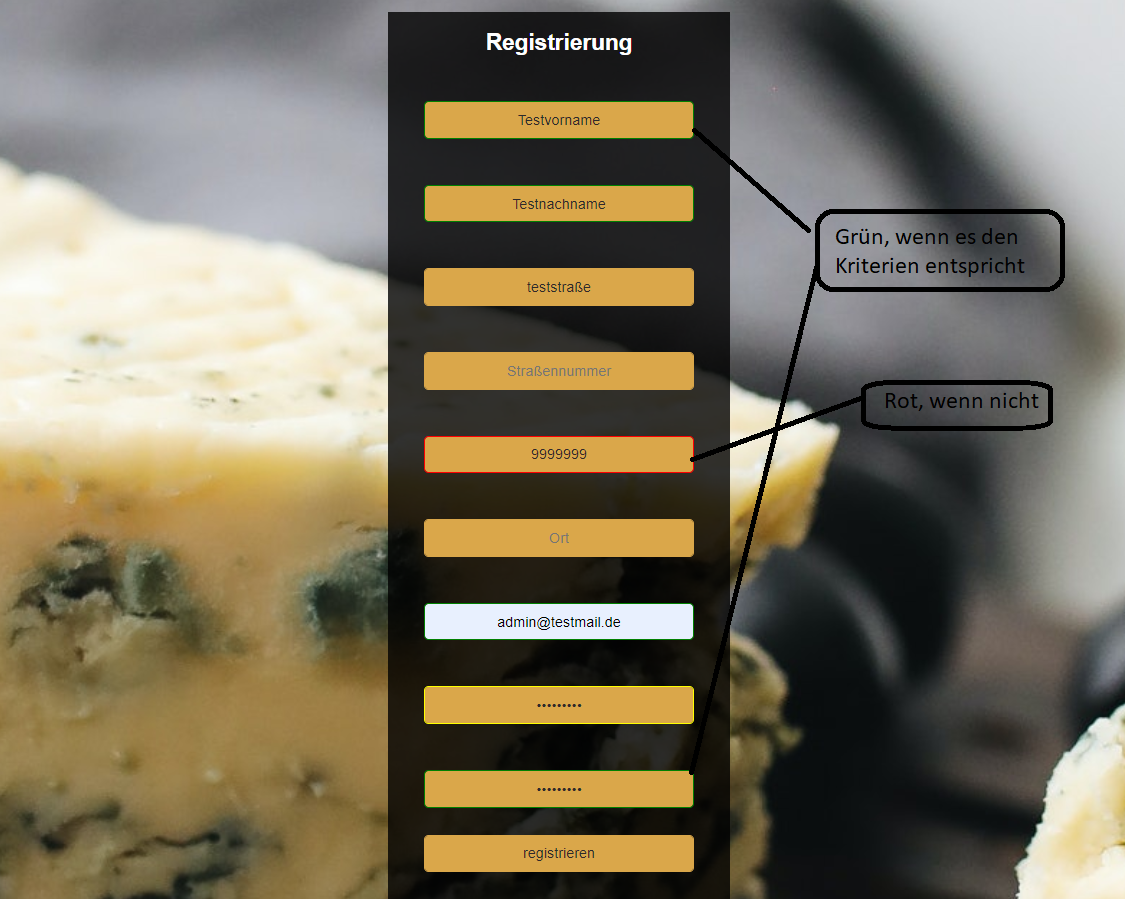 Registrierung
Testvorname
Testnachname
Grün, wenn es den
Kriterien entspricht
teststraße
Straßennummer
Rot, wenn nicht
9999999
Ort
admin@testmail.de
•••••••••
•••••••••
registrieren